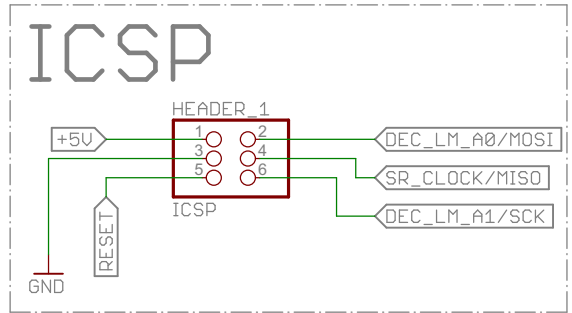 ICSP
HEADER_1
+5V
1
2
DEC_LM_A0/MOSI
3
4
SR_CLOCK/MISO
5
6
DEC_LM_A1/SCK
RESET
ICSP
GND